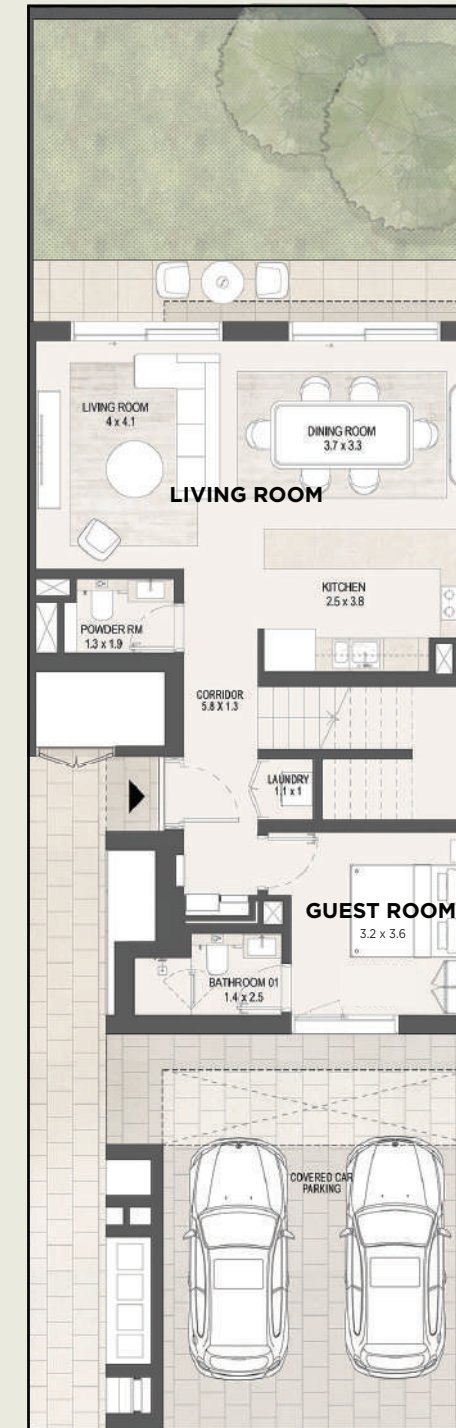 LIVING ROOM
4 x 4.1
DINING ROOM
3.7 x 3.3
LIVING ROOM
KITCHEN
2.5 x 3.8
POWDER RM
1.3 x 1.9
CORRIDOR
5.8 X 1.3
LAUNDRY
1.1 x 1
GUEST ROOM
3.2 x 3.6
BATHROOM 01
1.4 x 2.5
COVERED CAR
PARKING